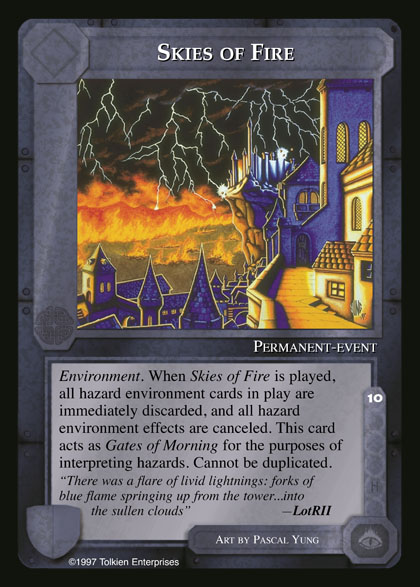 Skies of Fire
Permanent-event
Environment. When Skies of Fire is played,
all hazard environment cards in play are
immediately discarded, and all hazard
environment effects are canceled. This card
acts as Gates of Morning for the purposes of
interpreting hazards. Cannot be duplicated.
10
“There was a flare of livid lightnings: forks of
blue flame springing up from the tower...into
the sullen clouds” —LotRII
H
Art by Pascal Yung
©1997 Tolkien Enterprises